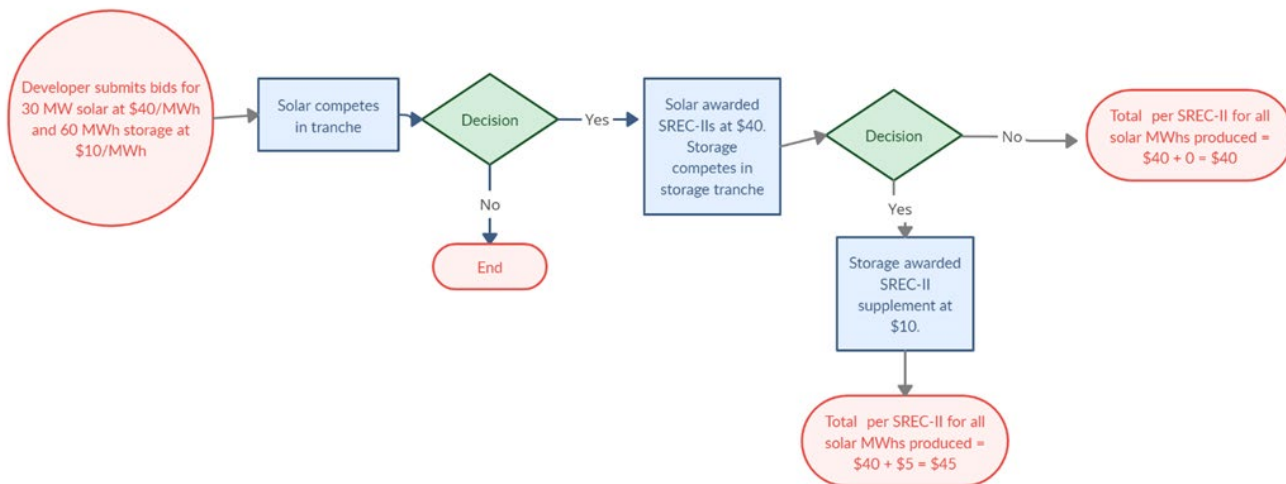 Developer submits bids for
30 MW solar at $40/MWh
and 60 MWh storage at
$10/MWh
Solar competes
in tranche
Decision
Yes
No
End
Solar awarded
SREC-IIs at $40.
Storage
competes in
storage tranche
Decision
No
Total per SREC-II for all
solar MWhs produced =
$40 + 0 = $40
Yes
Storage awarded
SREC-II
supplement at
$10.
Total per SREC-II for all
solar MWhs produced =
$40 + $5 = $45